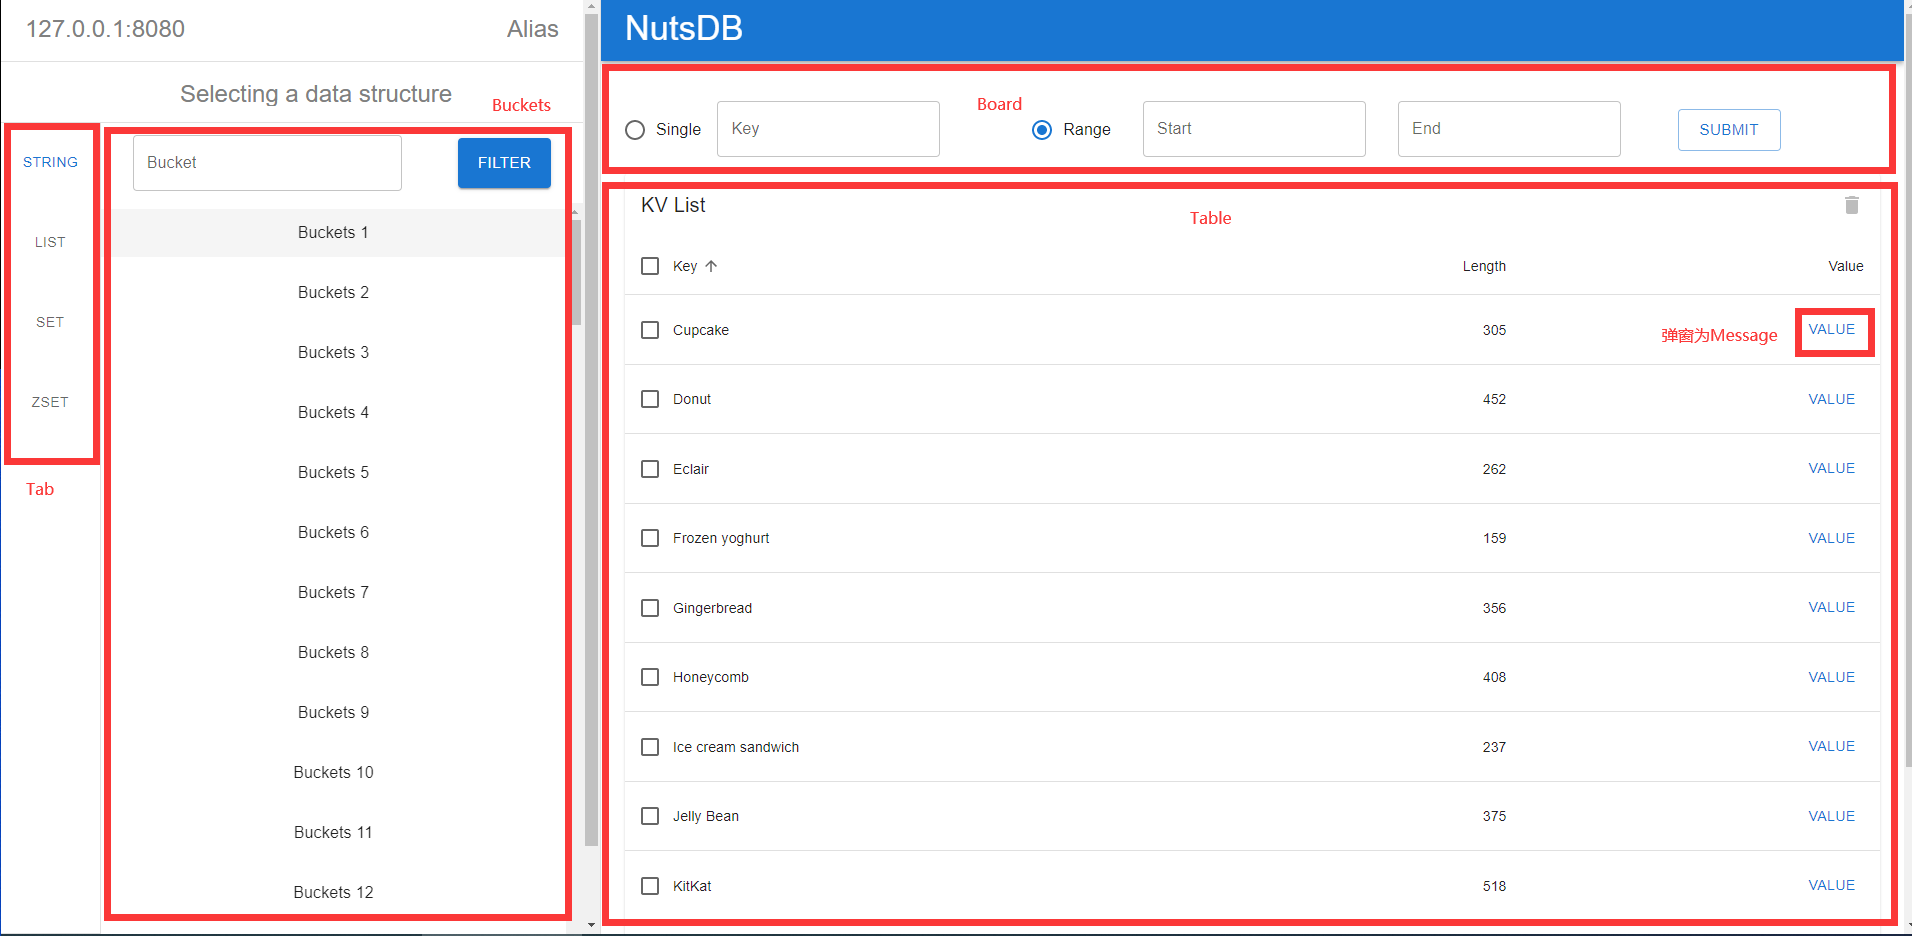 127.0.0.1:8080 Alias
Selecting a data structure
Buckets
STRING
LIST
SET
ZSET
Tab
Bucket
FILTER
Buckets 1
Buckets 2
Buckets 3
Buckets 4
Buckets 5
Buckets 6
Buckets 7
Buckets 8
Buckets 9
Buckets 10
Buckets 11
Buckets 12
NutsDB
Board
Single Key Range Start End SUBMIT
KV List
Table
Key Length Value
Cupcake 305 弹窗为Message VALUE
Donut 452 VALUE
Eclair 262 VALUE
Frozen yoghurt 159 VALUE
Gingerbread 356 VALUE
Honeycomb 408 VALUE
Ice cream sandwich 237 VALUE
Jelly Bean 375 VALUE
KitKat 518 VALUE